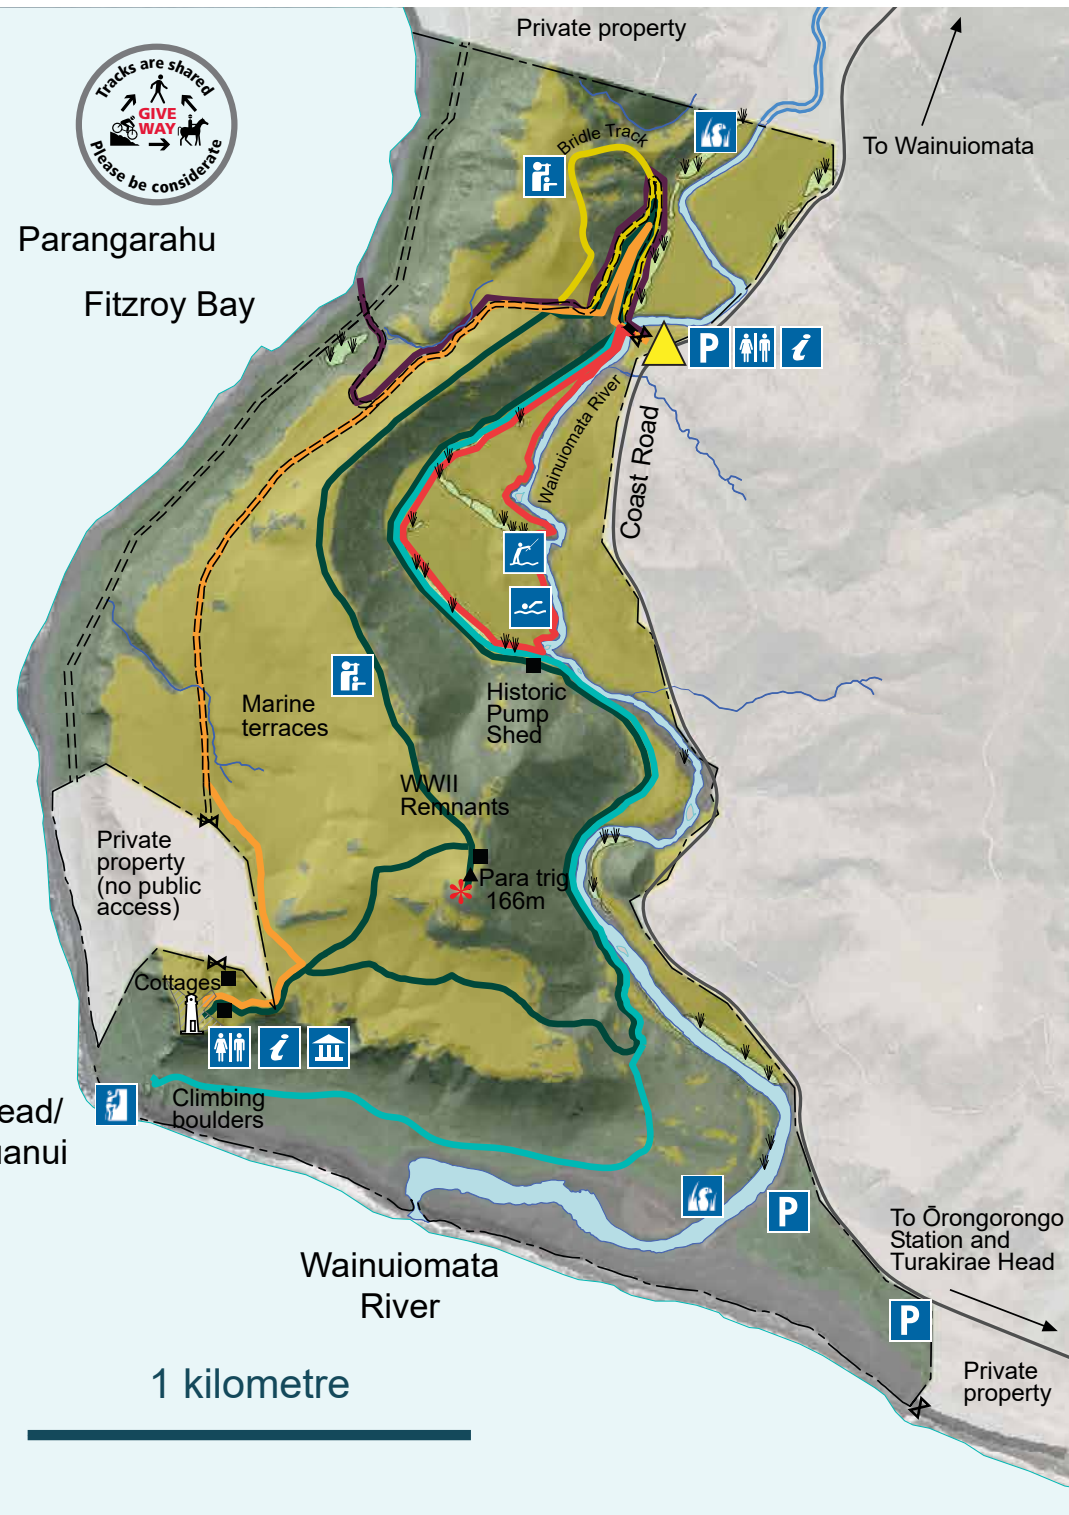 Private property
Tracks are shared
GIVE
WAY
Please be considerate
To Wainuiomata
Bridle Track
Parangarahu
Fitzroy Bay
P
i
Wainuiomata River
Coast Road
Marine
terraces
Historic
Pump
Shed
WWII
Remnants
Private
property
(no public
access)
Para trig
166m
*
Cottages
i
Climbing
boulders
ead/
anui
P
To Ōrongorongo
Station and
Turakirae Head
Wainuiomata
River
P
Private
property
1 kilometre